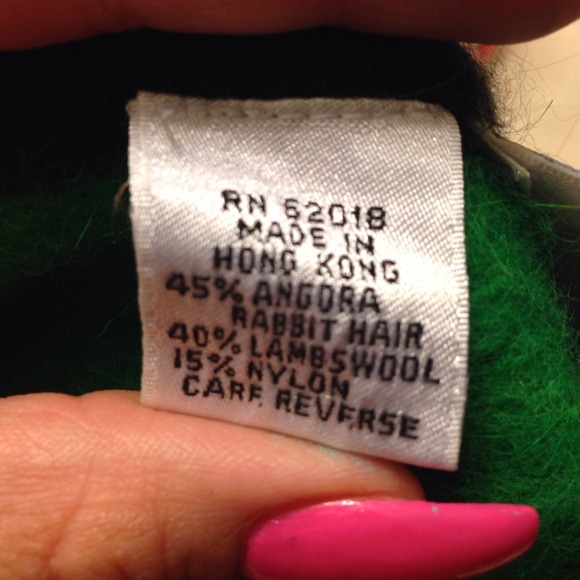 RN 62018
MADE IN
HONG KONG
45% ANGORA
RABBIT HAIR
40% LAMBSWOOL
15% NYLON
CARE REVERSE